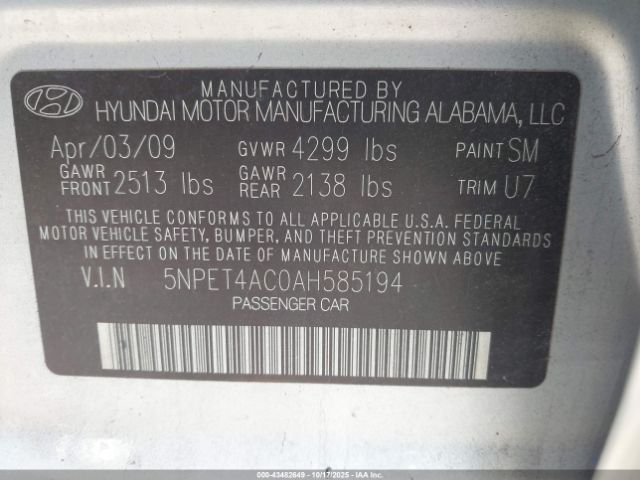 MANUFACTURED BY
HYUNDAI MOTOR MANUFACTURING ALABAMA, LLC
Apr/03/09 GVWR 4299 lbs PAINT SM
GAWR FRONT 2513 lbs GAWR REAR 2138 lbs TRIM U7
THIS VEHICLE CONFORMS TO ALL APPLICABLE U.S.A. FEDERAL
MOTOR VEHICLE SAFETY, BUMPER, AND THEFT PREVENTION STANDARDS
IN EFFECT ON THE DATE OF MANUFACTURE SHOWN ABOVE
V.I.N 5NPET4AC0AH585194
PASSENGER CAR
000-43482649 - 10/17/2025 - COPYRIGHT IAA, LLC.